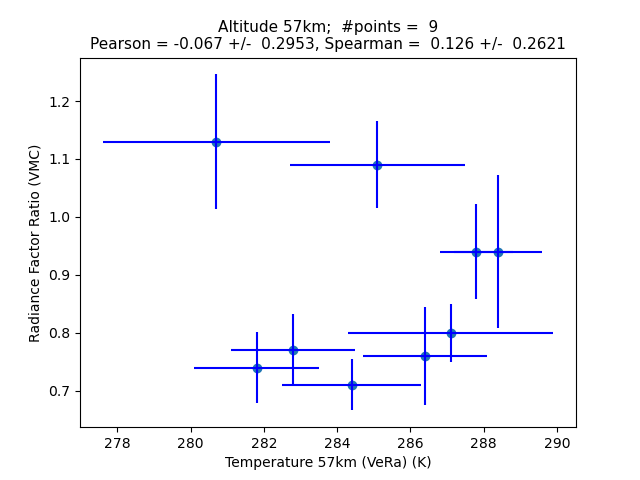 Altitude 57km;  #points =  9
Pearson = -0.067 +/-  0.2953, Spearman =  0.126 +/-  0.2621
1.2
1.1
1.0
0.9
0.8
0.7
Radiance Factor Ratio (VMC)
278 280 282 284 286 288 290
Temperature 57km (VeRa) (K)